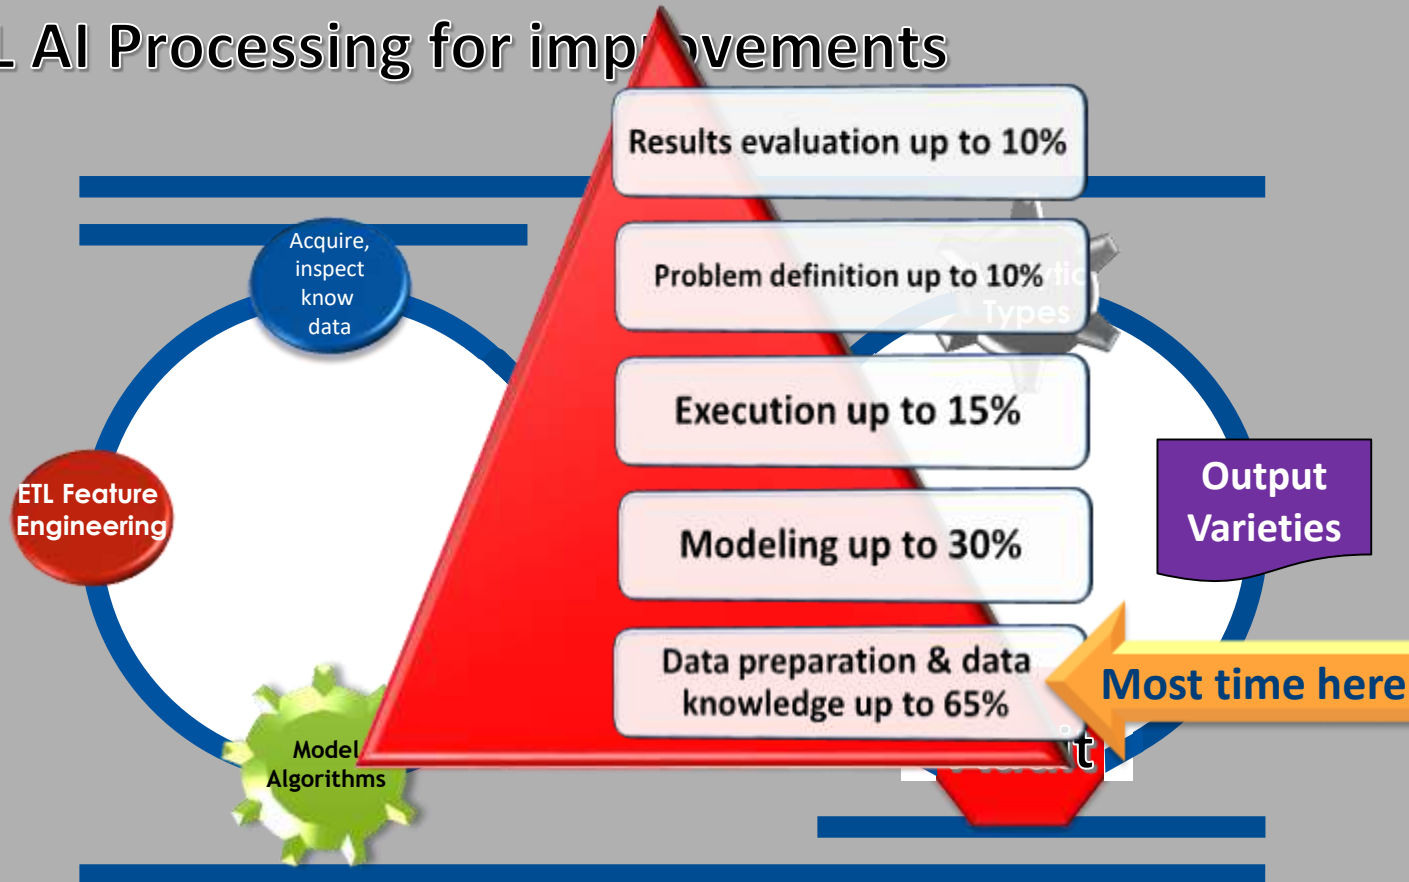 AI Processing for improvements
Results evaluation up to 10%
Acquire,
inspect
know
data
Problem definition up to 10%
Types
Execution up to 15%
ETL Feature
Engineering
Output
Varieties
Modeling up to 30%
Data preparation & data
knowledge up to 65%
Most time here
Model
Algorithms